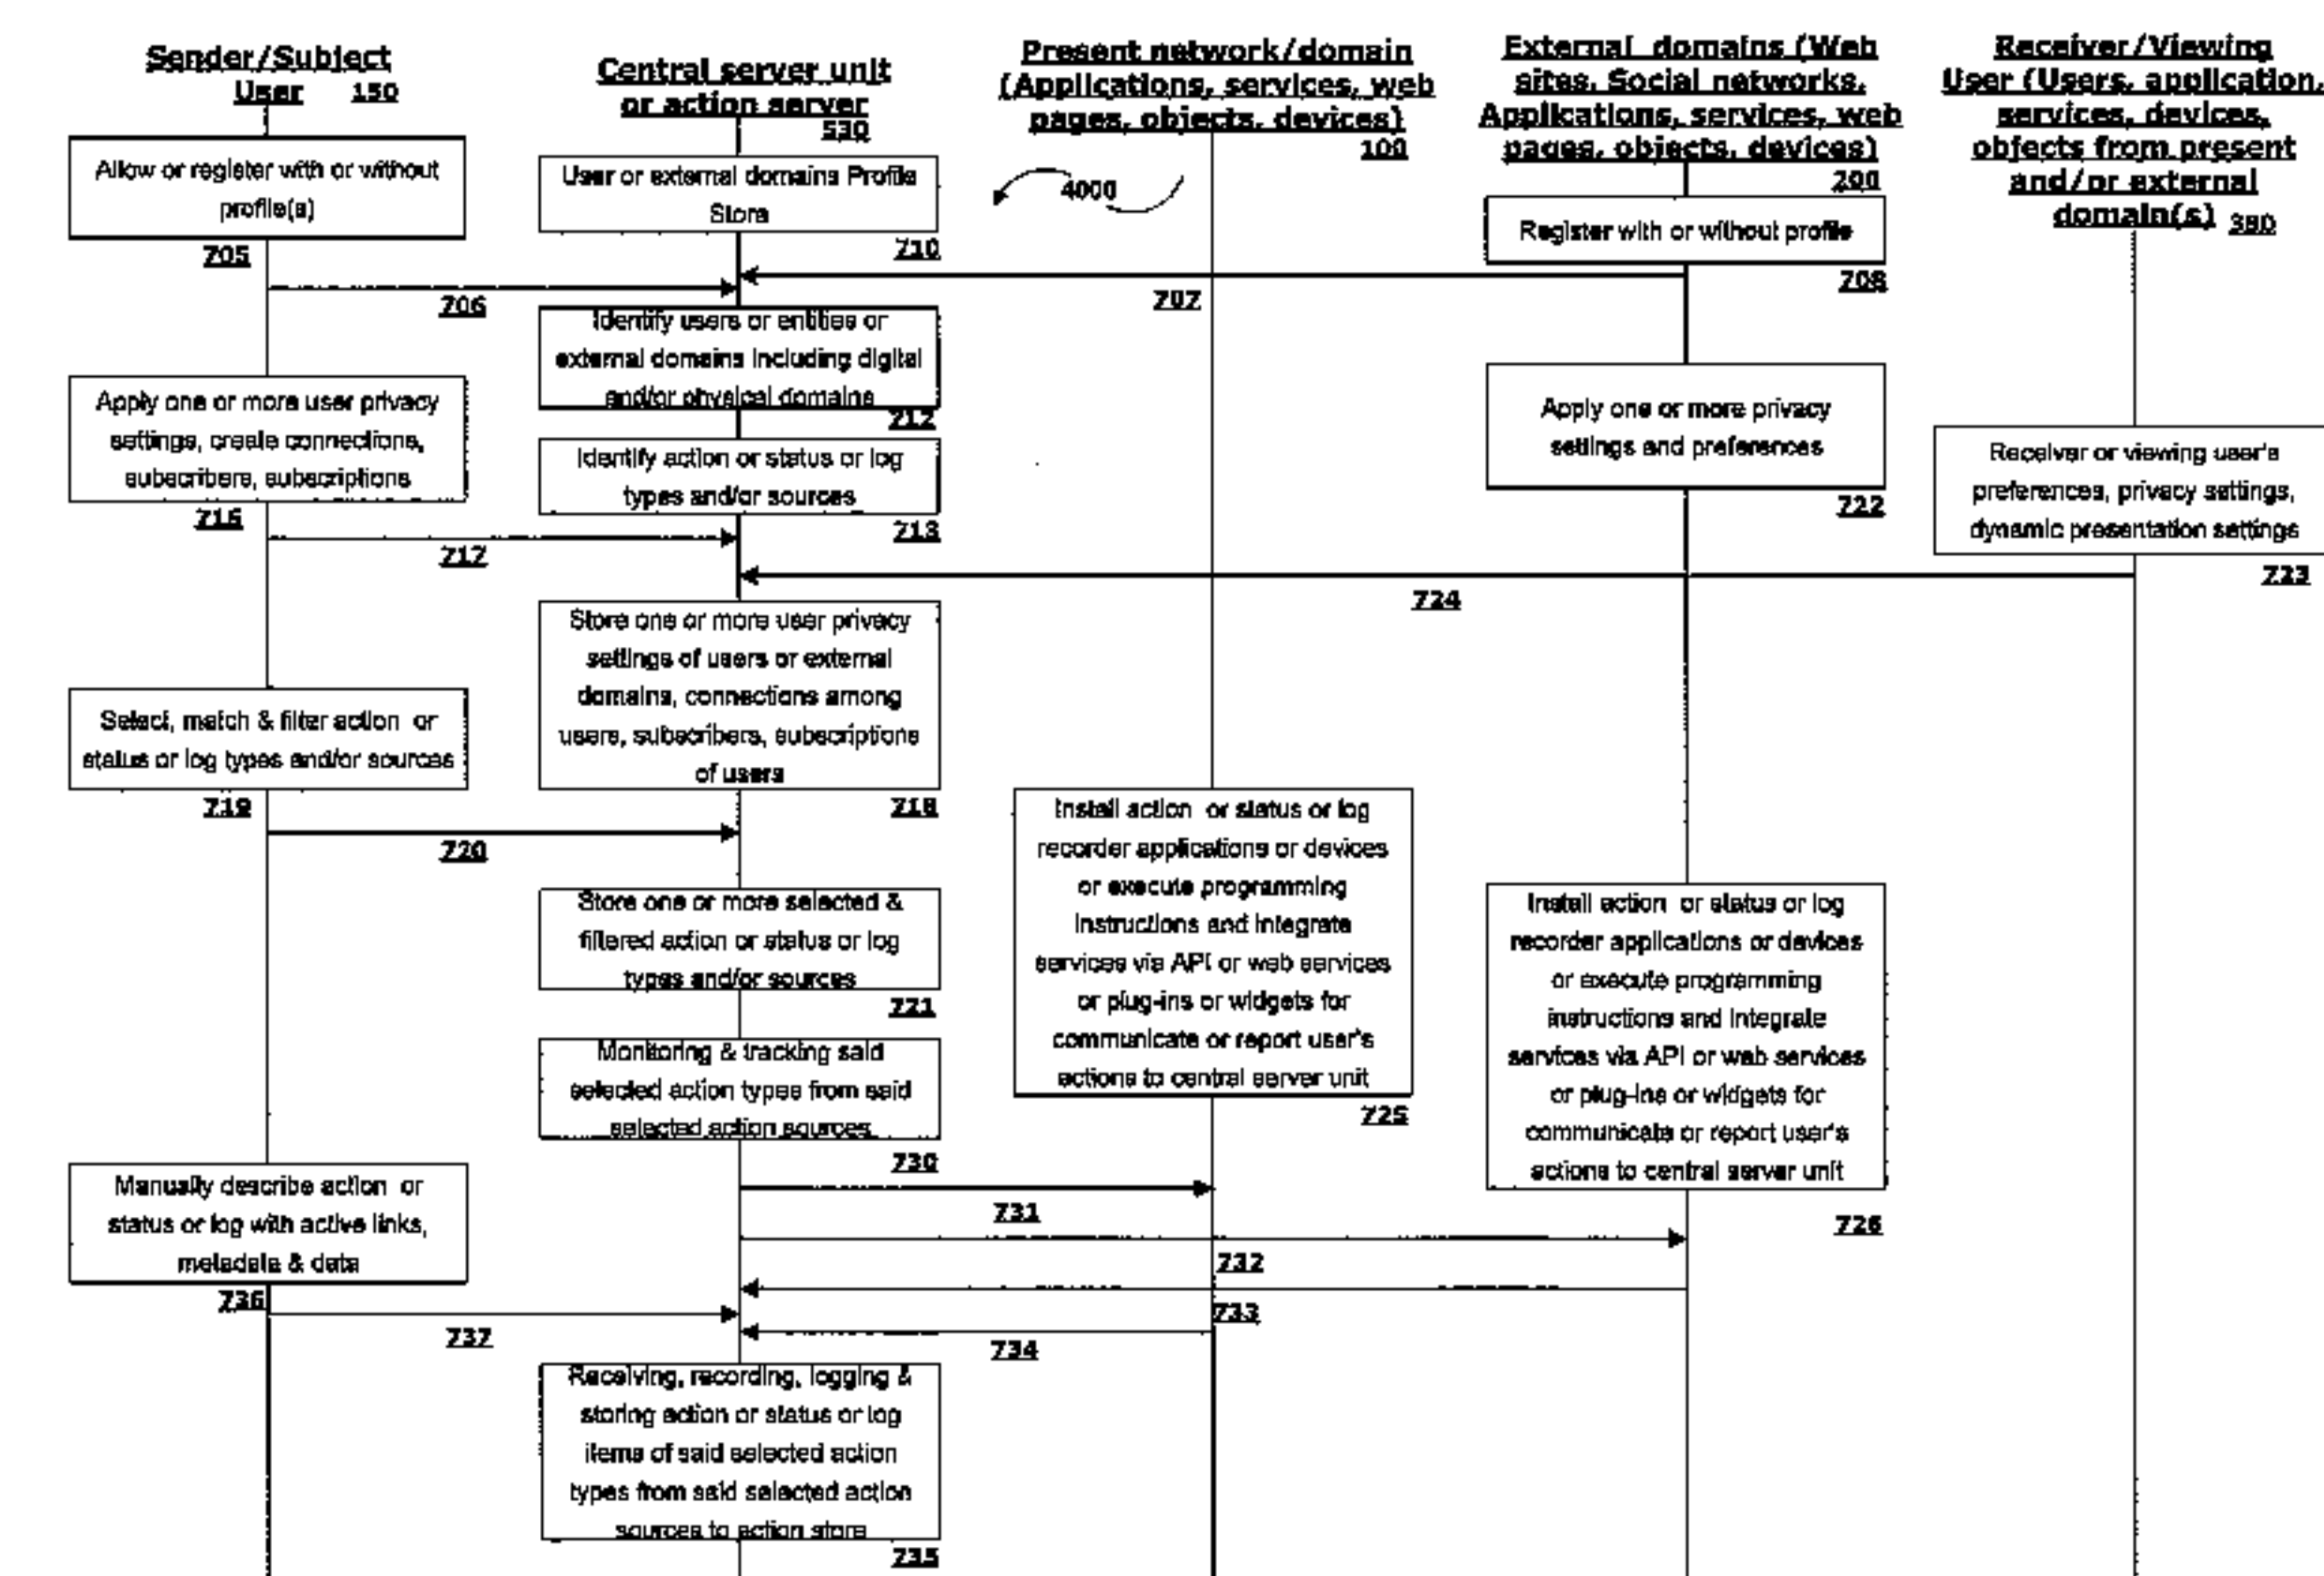 Sender/Subject
User 150
Allow or register with or without
profile(s)
705
706
Apply one or more user privacy
settings, create connections,
subscribers, subscriptions
715
717
Select, match & filter action or
status or log types and/or sources
719
720
Manually describe action or
status or log with active links,
metadata & data
736
737
Central server unit
or action server
530
User or external domains Profile
Store
710
Identify users or entities or
external domains including digital
and/or physical domains
712
Identify action or status or log
types and/or sources
713
Store one or more user privacy
settings of users or external
domains, connections among
users, subscribers, subscriptions
of users
718
Store one or more selected &
filtered action or status or log
types and/or sources
721
Monitoring & tracking said
selected action types from said
selected action sources
730
731
732
733
734
Receiving, recording, logging &
storing action or status or log
items of said selected action
types from said selected action
sources to action store
735
Present network/domain
(Applications, services, web
pages, objects, devices)
100
4000
707
724
Install action or status or log
recorder applications or devices
or execute programming
instructions and integrate
services via API or web services
or plug-ins or widgets for
communicate or report user's
actions to central server unit
725
External domains (Web
sites, Social networks,
Applications, services, web
pages, objects, devices)
200
Register with or without profile
708
Apply one or more privacy
settings and preferences
722
Install action or status or log
recorder applications or devices
or execute programming
instructions and integrate
services via API or web services
or plug-ins or widgets for
communicate or report user's
actions to central server unit
726
Receiver/Viewing
User (Users, application,
services, devices,
objects from present
and/or external
domain(s) 380
Receiver or viewing user's
preferences, privacy settings,
dynamic presentation settings
723